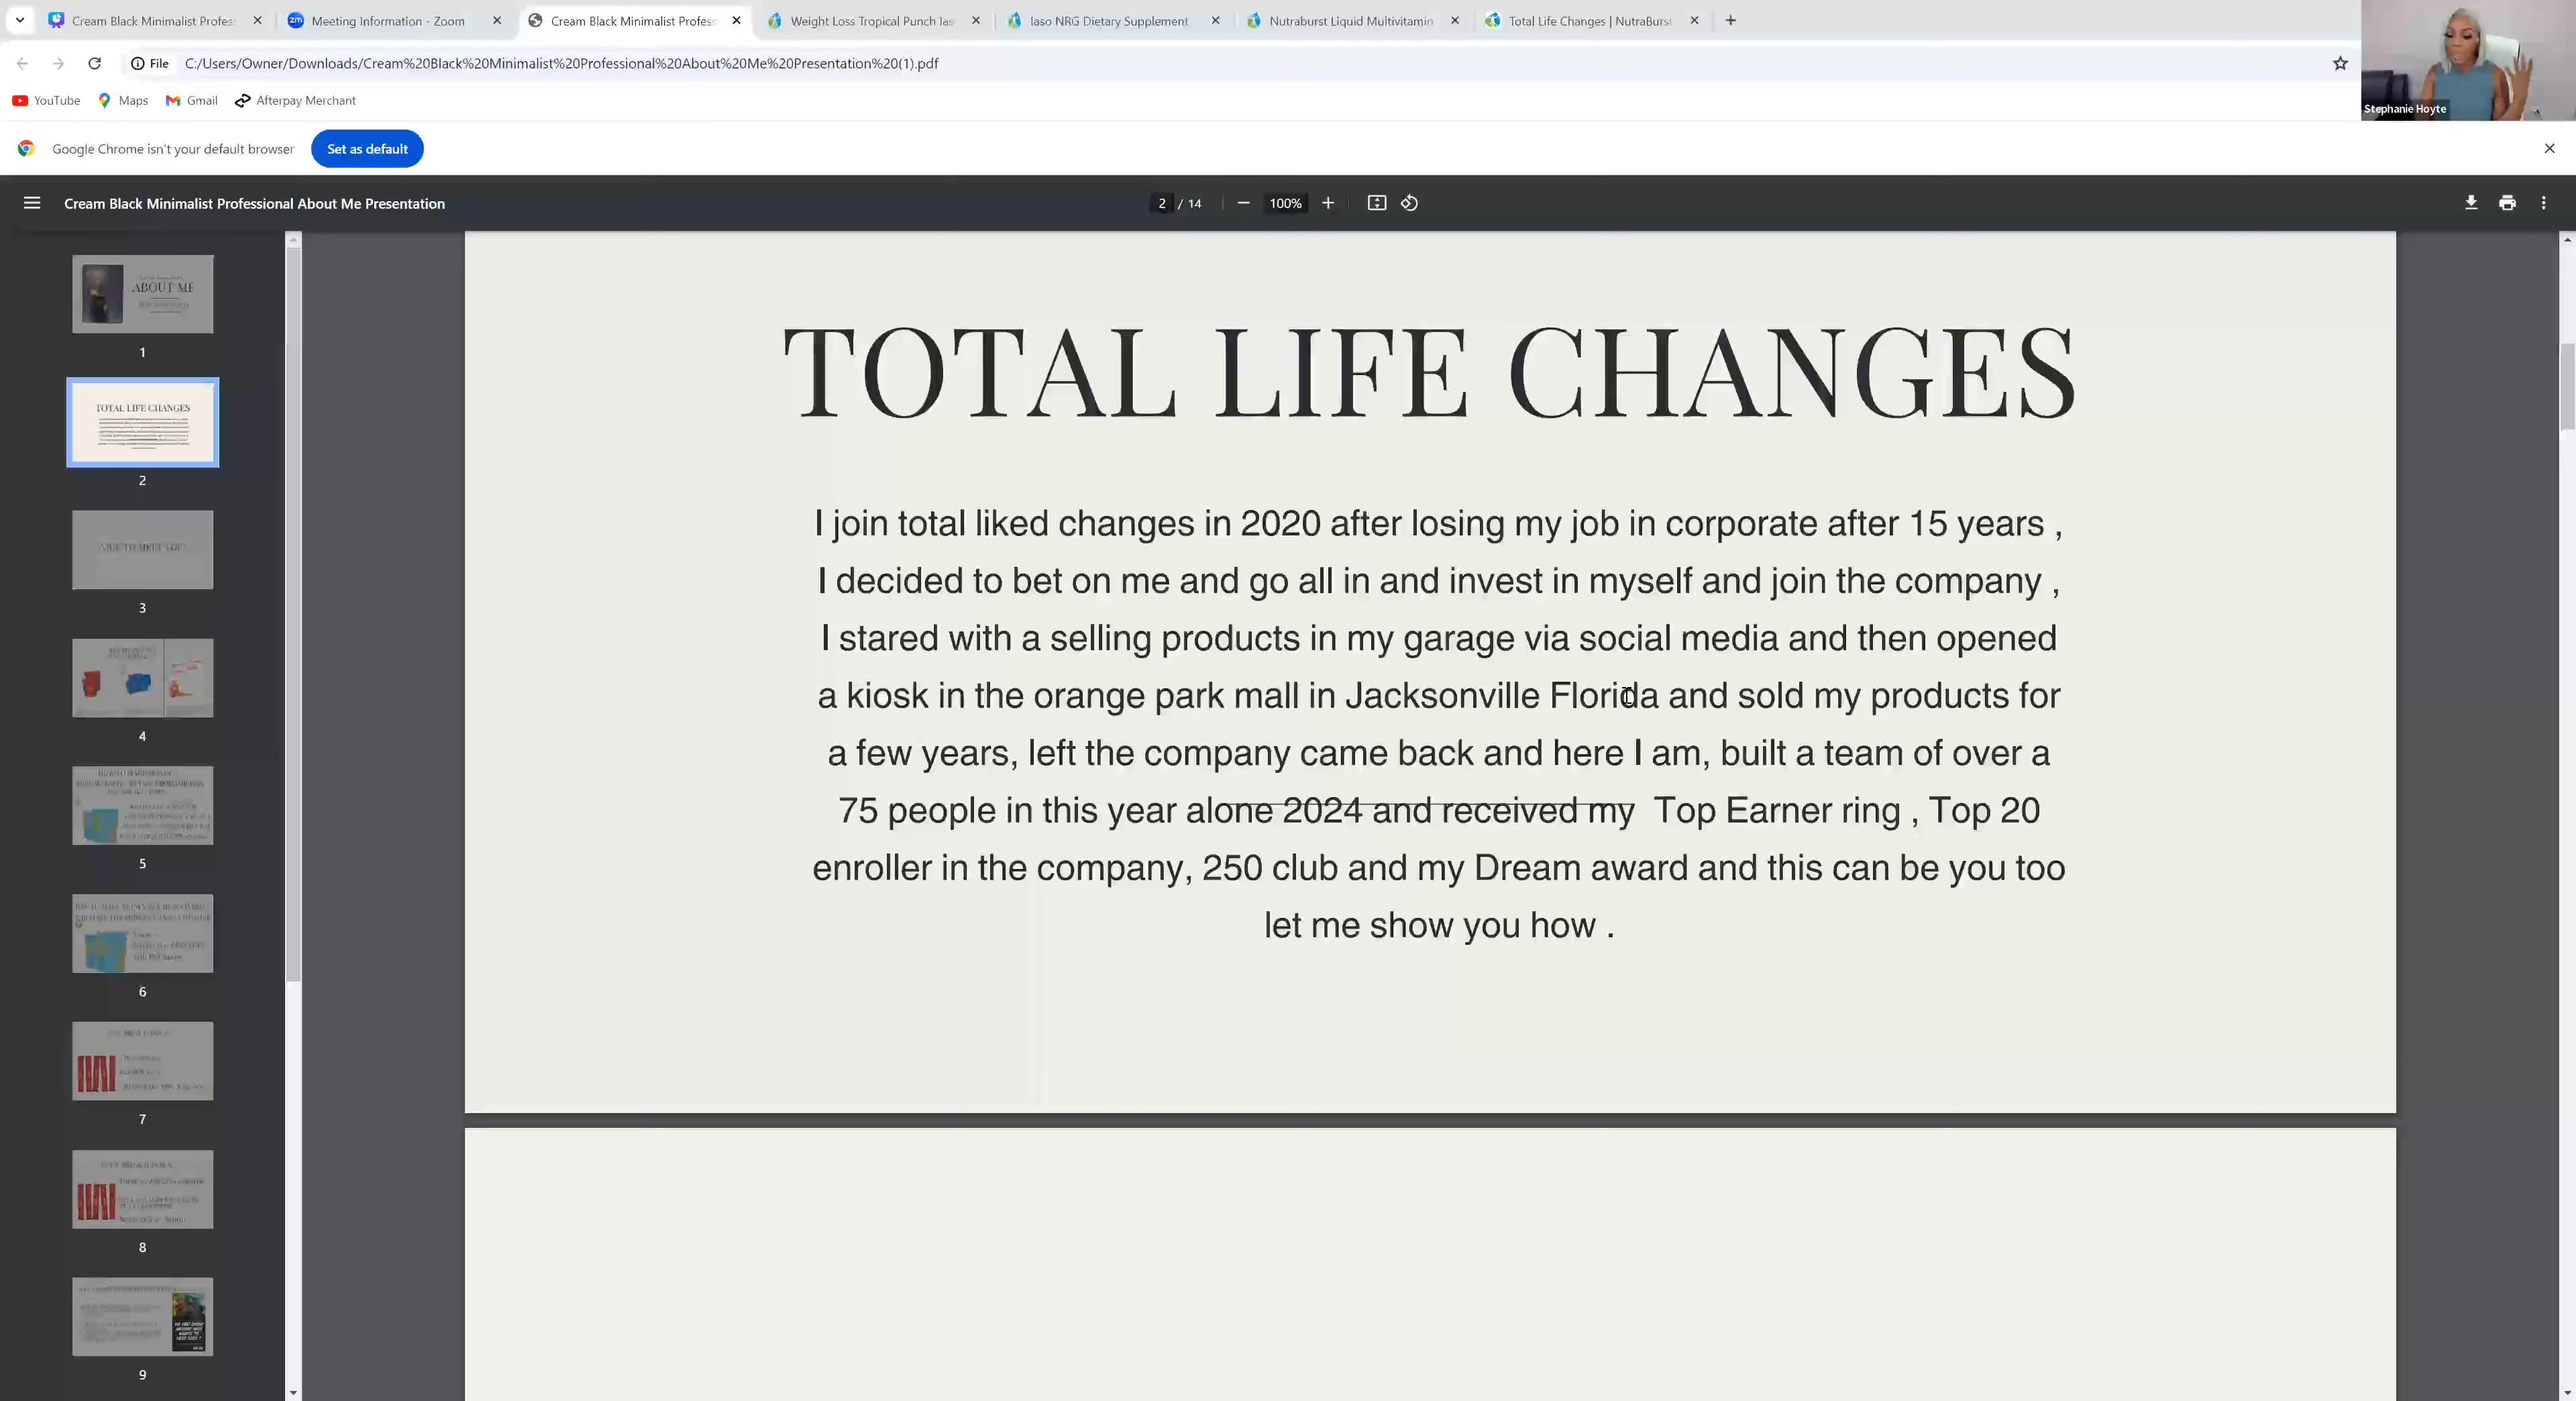 Cream Black Minimalist Profess
Meeting Information - Zoom
Cream Black Minimalist Profess
Weight Loss Tropical Punch Ias
Iaso NRG Dietary Supplement
Nutraburst Liquid Multivitamin
Total Life Changes | NutraBurst
File
C:/Users/Owner/Downloads/Cream%20Black%20Minimalist%20Professional%20About%20Me%20Presentation%20(1).pdf
YouTube
Maps
Gmail
Afterpay Merchant
Stephanie Hoyte
Google Chrome isn't your default browser
Set as default
Cream Black Minimalist Professional About Me Presentation
2 / 14
100%
ABOUT ME
1
TOTAL LIFE CHANGES
2
3
4
5
6
7
8
9
TOTAL LIFE CHANGES
I join total liked changes in 2020 after losing my job in corporate after 15 years ,
I decided to bet on me and go all in and invest in myself and join the company ,
I stared with a selling products in my garage via social media and then opened
a kiosk in the orange park mall in Jacksonville Florida and sold my products for
a few years, left the company came back and here I am, built a team of over a
75 people in this year alone 2024 and received my Top Earner ring , Top 20
enroller in the company, 250 club and my Dream award and this can be you too
let me show you how .